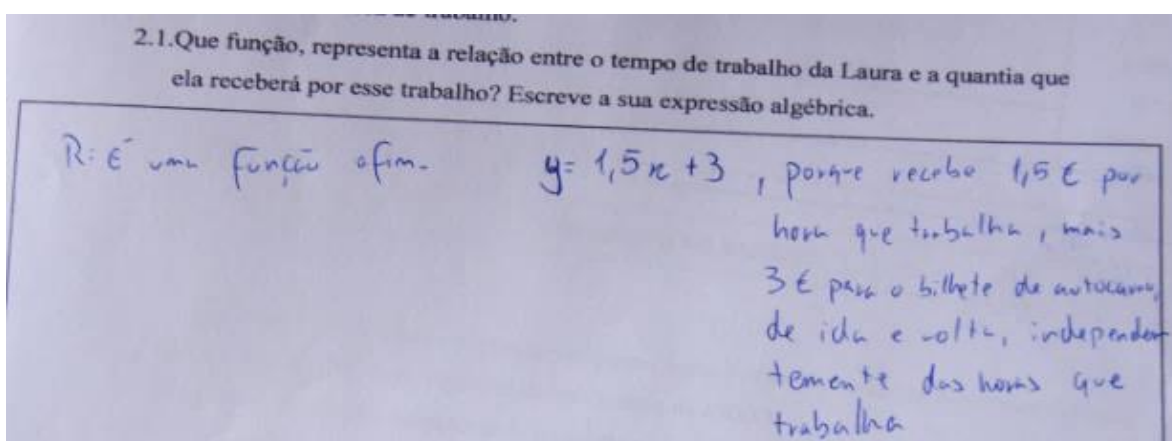 trabalho.
2.1.Que função, representa a relação entre o tempo de trabalho da Laura e a quantia que
ela receberá por esse trabalho? Escreve a sua expressão algébrica.
R: É uma função afim. y= 1,5x +3 , porque recebe 1,5 € por
hora que trabalha, mais
3 € para o bilhete de autocarro,
de ida e volta, independen
temente das horas que
trabalha